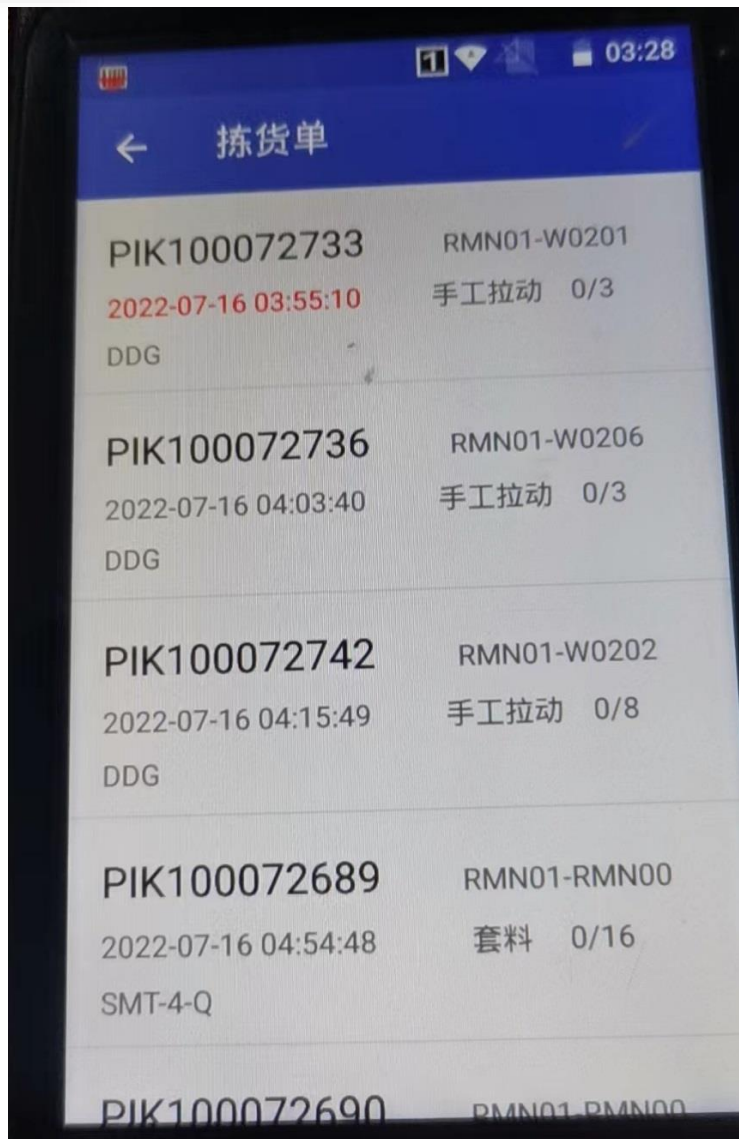 1 03:28
拣货单
PIK100072733 RMN01-W0201
2022-07-16 03:55:10 手工拉动 0/3
DDG
PIK100072736 RMN01-W0206
2022-07-16 04:03:40 手工拉动 0/3
DDG
PIK100072742 RMN01-W0202
2022-07-16 04:15:49 手工拉动 0/8
DDG
PIK100072689 RMN01-RMN00
2022-07-16 04:54:48 套料 0/16
SMT-4-Q
PIK100072690 RMN01-RMN00